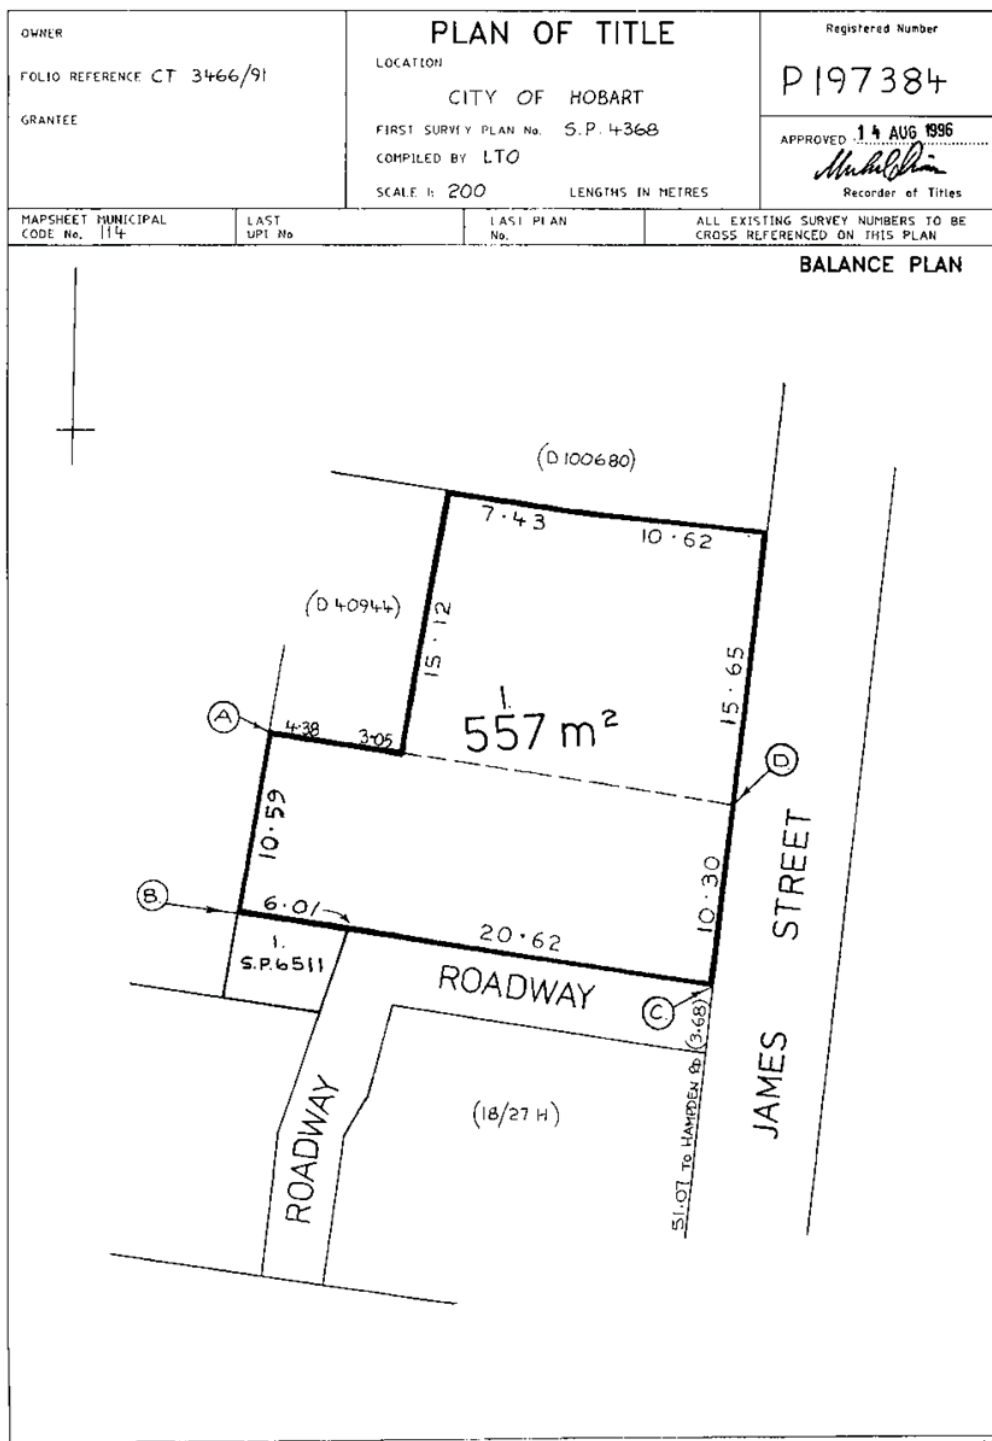 OWNER
FOLIO REFERENCE CT 3466/91
GRANTEE
PLAN OF TITLE
LOCATION
CITY OF HOBART
FIRST SURVEY PLAN No. S.P. 4368
COMPILED BY LTO
SCALE 1: 200 LENGTHS IN METRES
Registered Number
P197384
APPROVED 14 AUG 1996
Recorder of Titles
MAPSHEET MUNICIPAL
CODE No. 114
LAST
UPI No
LAST PLAN
No.
ALL EXISTING SURVEY NUMBERS TO BE
CROSS REFERENCED ON THIS PLAN
BALANCE PLAN
(D100680)
7·43
10·62
(D40944)
15·12
15·65
1.
557 m²
A
4·38
3·05
D.
10·59
10·30
B.
6·01
20·62
1.
S.P.6511
ROADWAY
C.
STREET
JAMES
51.07 TO HAMPDEN RD (3·68)
(18/27 H)
ROADWAY